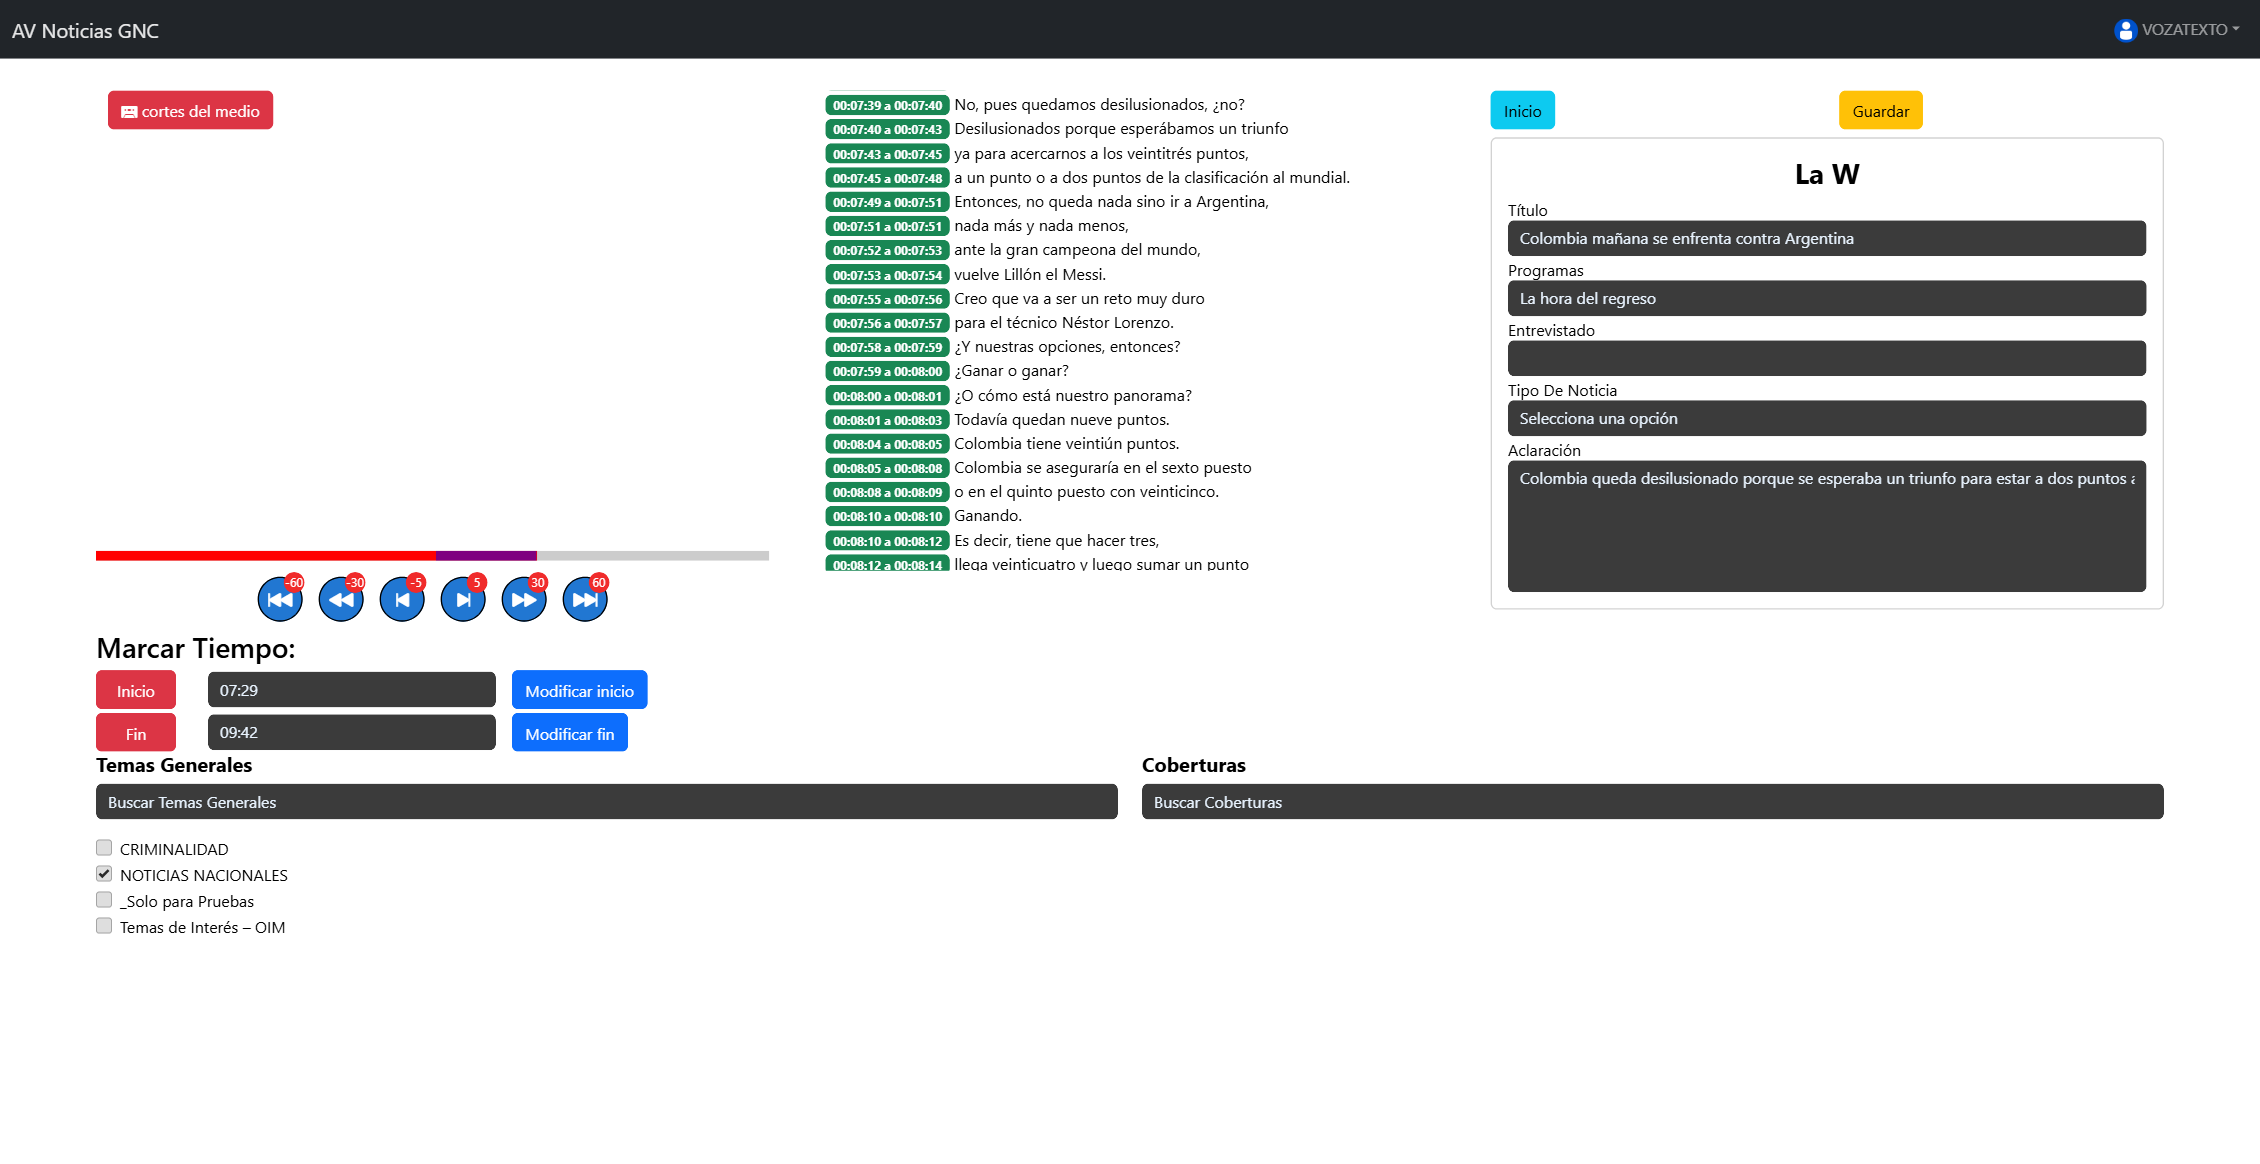 AV Noticias GNC
VOZATEXTO
cortes del medio
00:07:39 a 00:07:40 No, pues quedamos desilusionados, ¿no?
00:07:40 a 00:07:43 Desilusionados porque esperábamos un triunfo
00:07:43 a 00:07:45 ya para acercarnos a los veintitrés puntos,
00:07:45 a 00:07:48 a un punto o a dos puntos de la clasificación al mundial.
00:07:49 a 00:07:51 Entonces, no queda nada sino ir a Argentina,
00:07:51 a 00:07:51 nada más y nada menos,
00:07:52 a 00:07:53 ante la gran campeona del mundo,
00:07:53 a 00:07:54 vuelve Lillón el Messi.
00:07:55 a 00:07:56 Creo que va a ser un reto muy duro
00:07:56 a 00:07:57 para el técnico Néstor Lorenzo.
00:07:58 a 00:07:59 ¿Y nuestras opciones, entonces?
00:07:59 a 00:08:00 ¿Ganar o ganar?
00:08:00 a 00:08:01 ¿O cómo está nuestro panorama?
00:08:01 a 00:08:03 Todavía quedan nueve puntos.
00:08:04 a 00:08:05 Colombia tiene veintiún puntos.
00:08:05 a 00:08:08 Colombia se aseguraría en el sexto puesto
00:08:08 a 00:08:09 o en el quinto puesto con veinticinco.
00:08:10 a 00:08:10 Ganando.
00:08:10 a 00:08:12 Es decir, tiene que hacer tres,
00:08:12 a 00:08:14 llega veinticuatro y luego sumar un punto
Inicio
Guardar
La W
Título
Colombia mañana se enfrenta contra Argentina
Programas
La hora del regreso
Entrevistado
Tipo De Noticia
Selecciona una opción
Aclaración
Colombia queda desilusionado porque se esperaba un triunfo para estar a dos puntos a
-60 -30 -5 5 30 60
Marcar Tiempo:
Inicio 07:29 Modificar inicio
Fin 09:42 Modificar fin
Temas Generales
Buscar Temas Generales
CRIMINALIDAD
NOTICIAS NACIONALES
_Solo para Pruebas
Temas de Interés – OIM
Coberturas
Buscar Coberturas